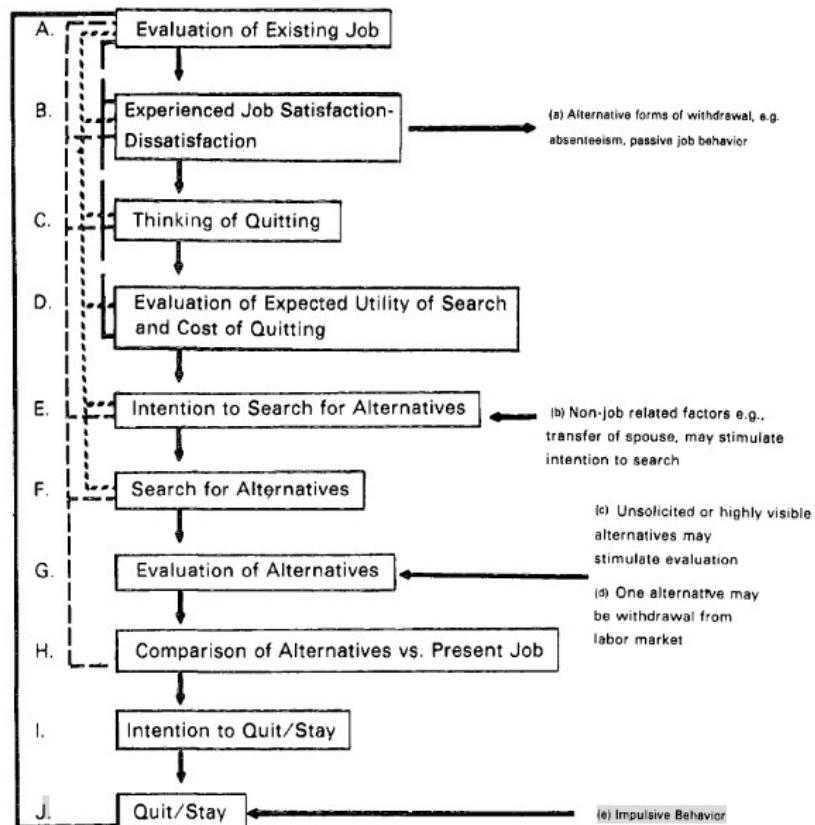 A. Evaluation of Existing Job
B. Experienced Job Satisfaction-
Dissatisfaction
(a) Alternative forms of withdrawal, e.g.
absenteeism, passive job behavior
C. Thinking of Quitting
D. Evaluation of Expected Utility of Search
and Cost of Quitting
E. Intention to Search for Alternatives
(b) Non-job related factors e.g.,
transfer of spouse, may stimulate
intention to search
F. Search for Alternatives
(c) Unsolicited or highly visible
alternatives may
stimulate evaluation
G. Evaluation of Alternatives
(d) One alternative may
be withdrawal from
labor market
H. Comparison of Alternatives vs. Present Job
I. Intention to Quit/Stay
J. Quit/Stay
(e) Impulsive Behavior